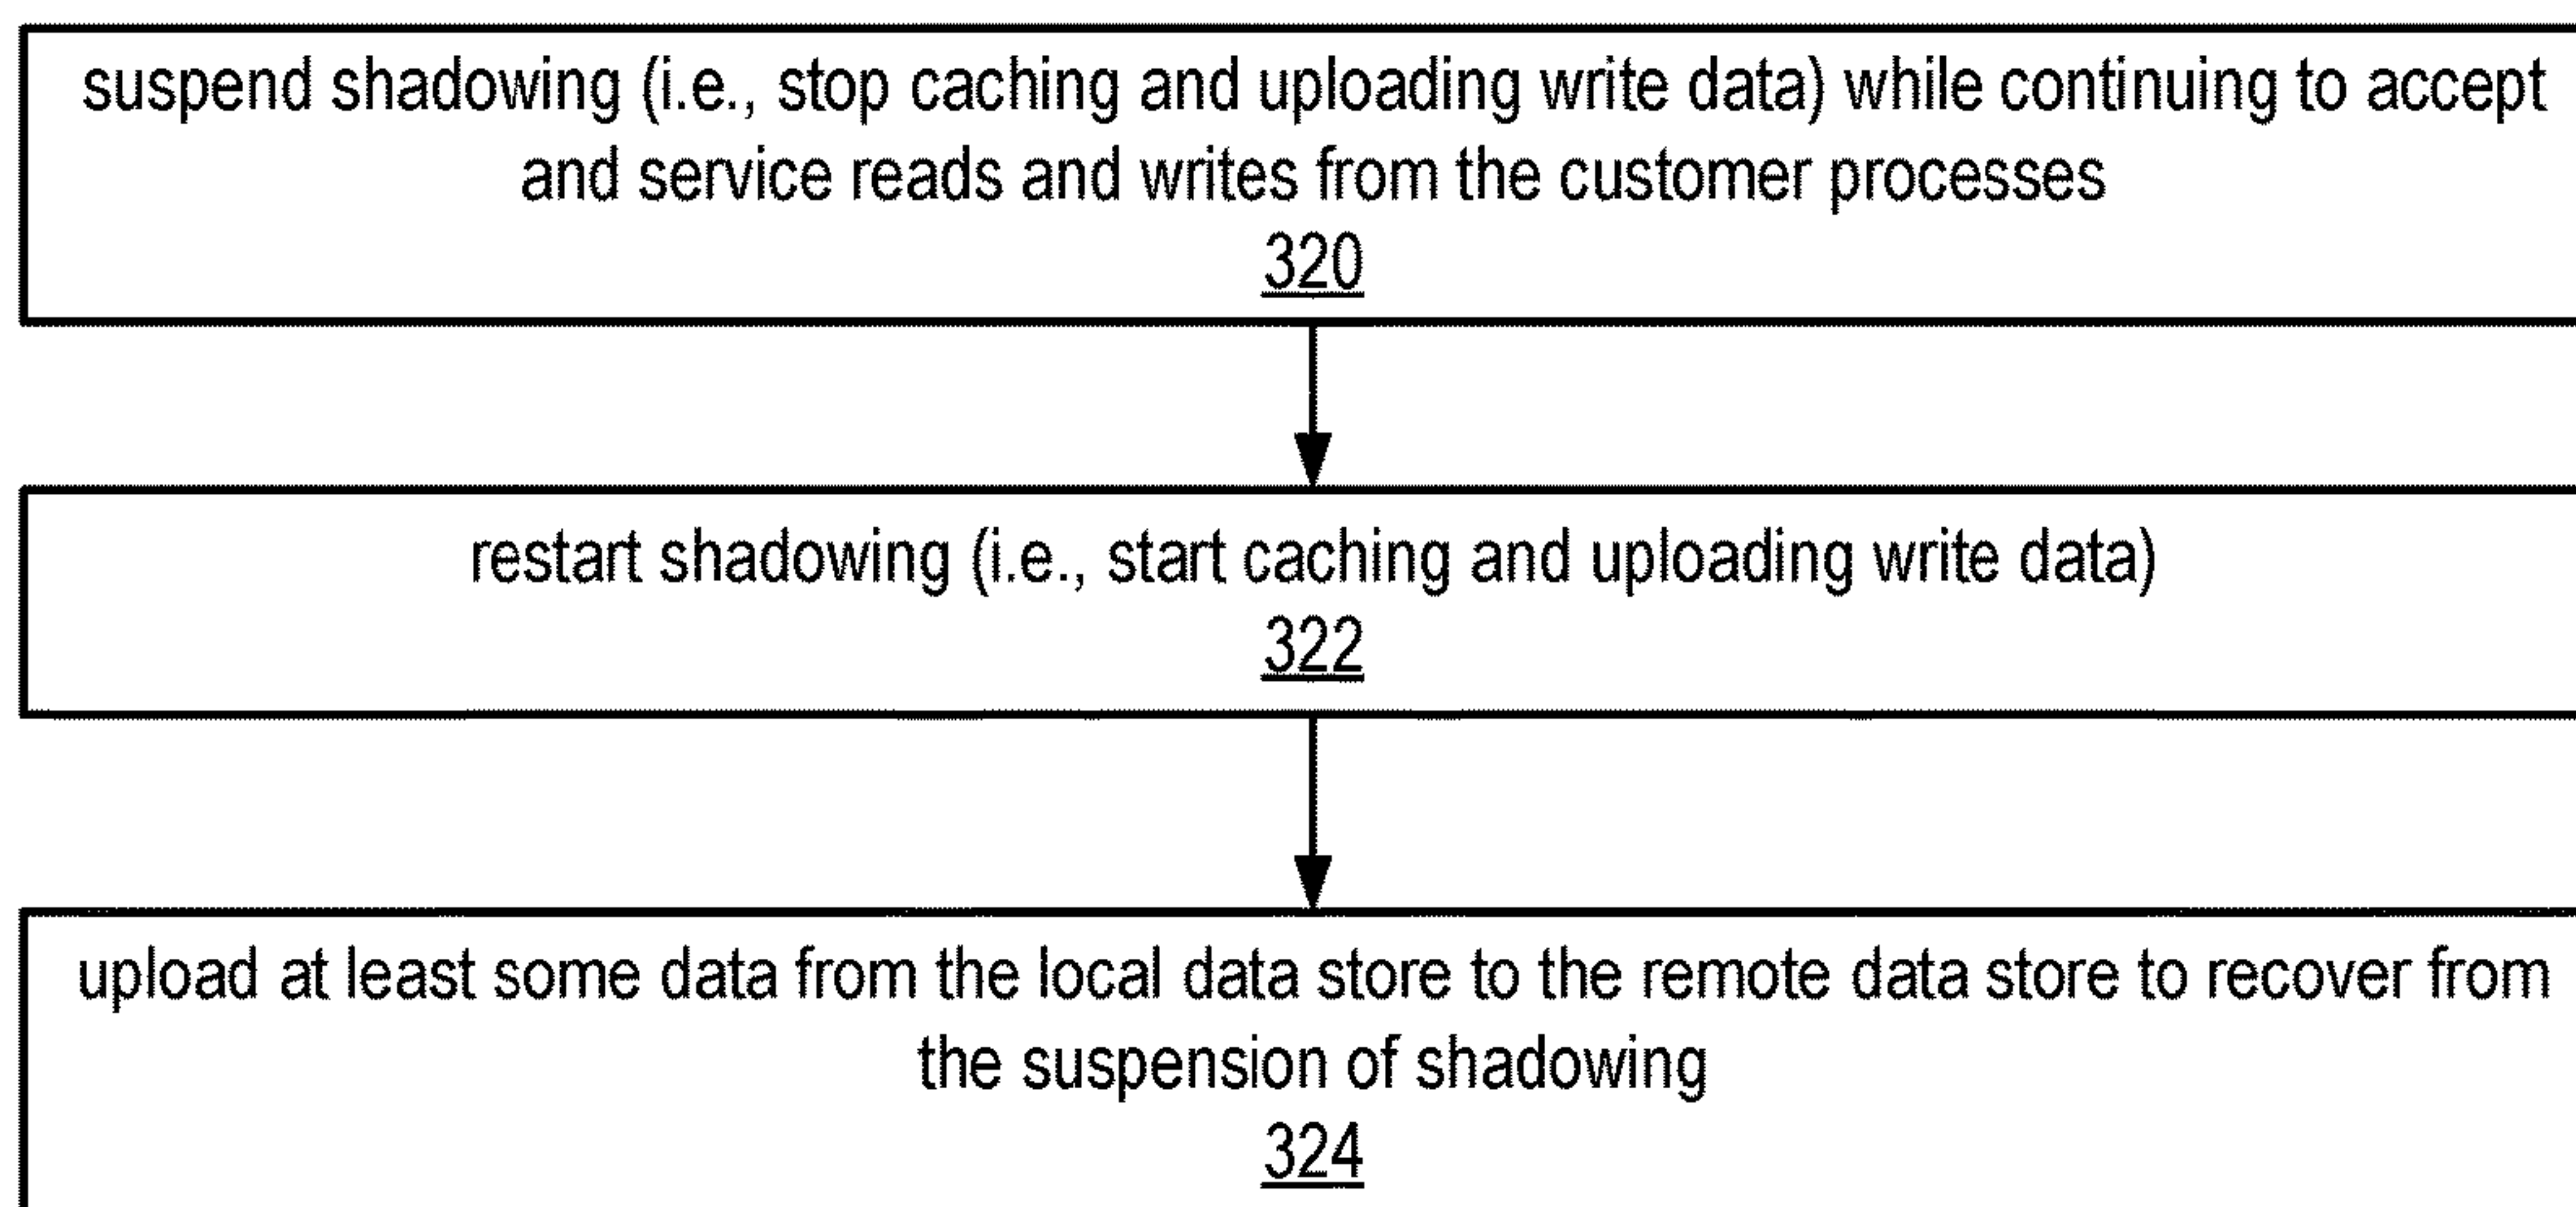 suspend shadowing (i.e., stop caching and uploading write data) while continuing to accept
and service reads and writes from the customer processes
320
restart shadowing (i.e., start caching and uploading write data)
322
upload at least some data from the local data store to the remote data store to recover from
the suspension of shadowing
324